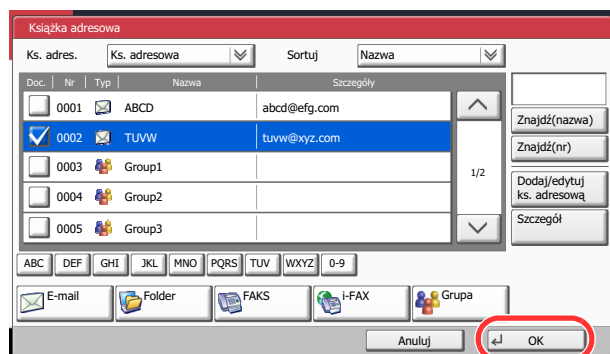 Książka adresowa
Ks. adres. Ks. adresowa Sortuj Nazwa
Doc. Nr Typ Nazwa Szczegóły
0001 ABCD abcd@efg.com
0002 TUVW tuvw@xyz.com
0003 Group1
0004 Group2
0005 Group3
1/2
Znajdź(nazwa)
Znajdź(nr)
Dodaj/edytuj
ks. adresową
Szczegół
ABC DEF GHI JKL MNO PQRS TUV WXYZ 0-9
E-mail Folder FAKS i-FAX Grupa
Anuluj OK